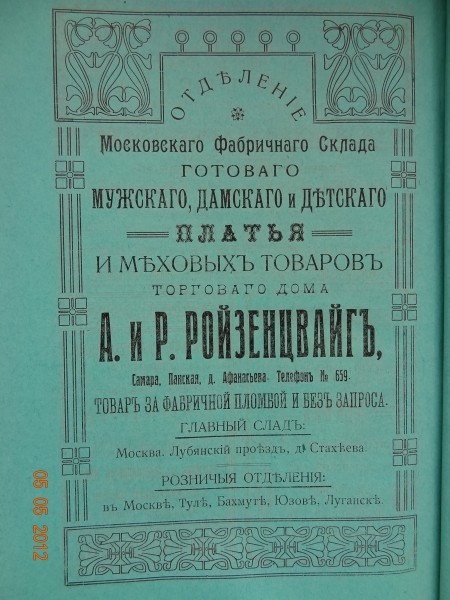 ОТДѢЛЕНІЕ
Московскаго Фабричнаго Склада
ГОТОВАГО
МУЖСКАГО, ДАМСКАГО и ДѢТСКАГО
ПЛАТЬЯ
И МѢХОВЫХЪ ТОВАРОВЪ
ТОРГОВАГО ДОМА
А. и Р. РОЙЗЕНЦВАЙГЪ,
Самара, Панская, д. Афанасьева. Телефонъ № 659.
ТОВАРЪ ЗА ФАБРИЧНОЙ ПЛОМБОЙ И БЕЗЪ ЗАПРОСА.
ГЛАВНЫЙ СЛАДЪ:
Москва. Лубянскій проѣздъ, д. Стахѣева.
РОЗНИЧЫЯ ОТДѢЛЕНІЯ:
въ Москвѣ, Тулѣ, Бахмутѣ, Юзовѣ, Луганскѣ.
05 05 2012